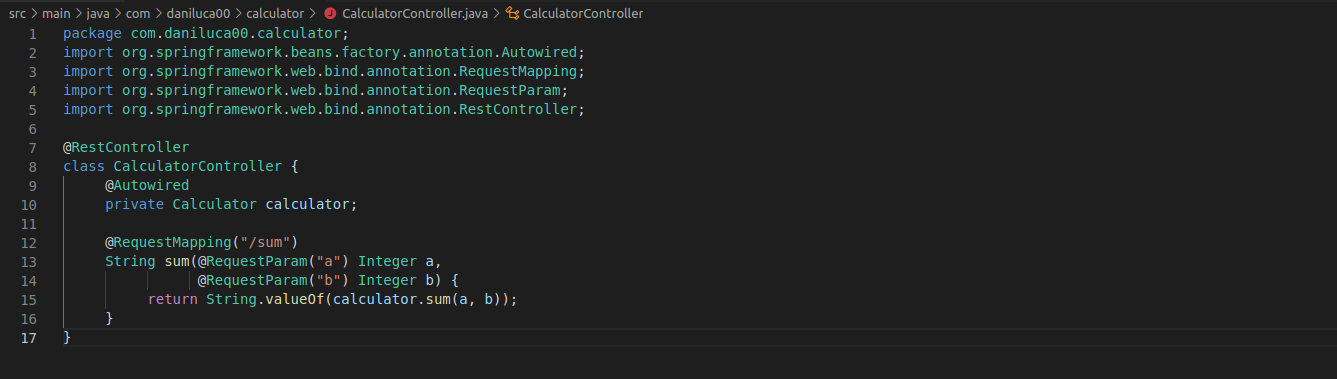 src > main > java > com > daniluca00 > calculator > CalculatorController.java > CalculatorController
1 package com.daniluca00.calculator;
2 import org.springframework.beans.factory.annotation.Autowired;
3 import org.springframework.web.bind.annotation.RequestMapping;
4 import org.springframework.web.bind.annotation.RequestParam;
5 import org.springframework.web.bind.annotation.RestController;
6
7 @RestController
8 class CalculatorController {
9      @Autowired
10      private Calculator calculator;
11
12      @RequestMapping("/sum")
13      String sum(@RequestParam("a") Integer a,
14                 @RequestParam("b") Integer b) {
15           return String.valueOf(calculator.sum(a, b));
16      }
17 }